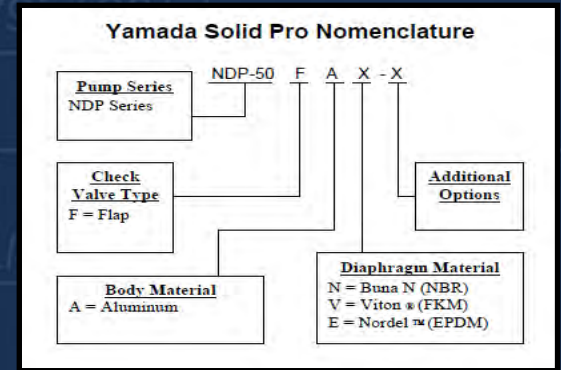 Yamada Solid Pro Nomenclature
NDP-50 F A X - X
Pump Series
NDP Series
Check
Valve Type
F = Flap
Additional
Options
Body Material
A = Aluminum
Diaphragm Material
N = Buna N (NBR)
V = Viton ® (FKM)
E = Nordel ™ (EPDM)